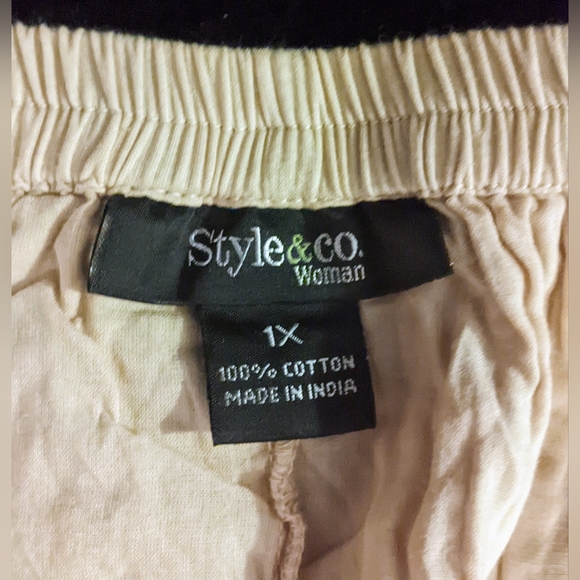 Style&co.
Woman
1X
100% COTTON
MADE IN INDIA